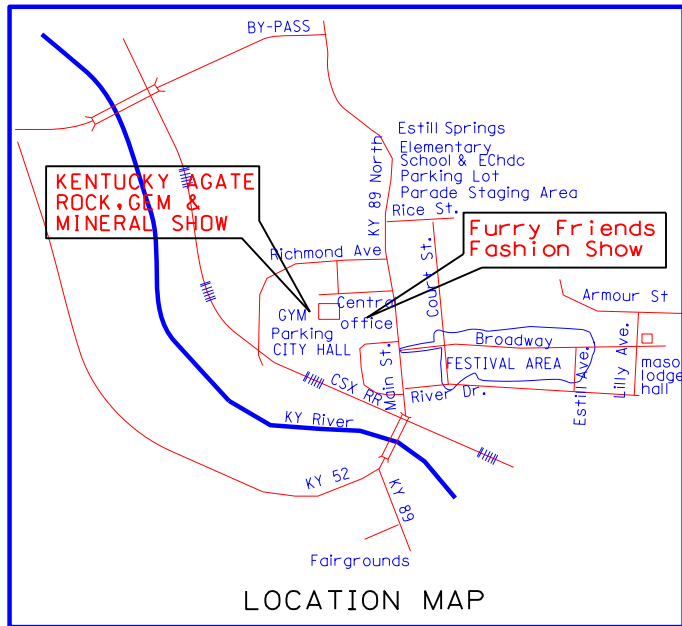 BY-PASS
Estill Springs
Elementary
School & EChdc
Parking Lot
Parade Staging Area
KY 89 North
Rice St.
KENTUCKY AGATE
ROCK,GEM &
MINERAL SHOW
Furry Friends
Fashion Show
Richmond Ave
Court St.
Armour St
GYM
Central
office
Parking
CITY HALL
Broadway
FESTIVAL AREA
Main St.
River Dr.
Estill Ave.
Lilly Ave.
maso
lodge
hall
CSX RR
KY River
KY 52
KY 89
Fairgrounds
LOCATION MAP